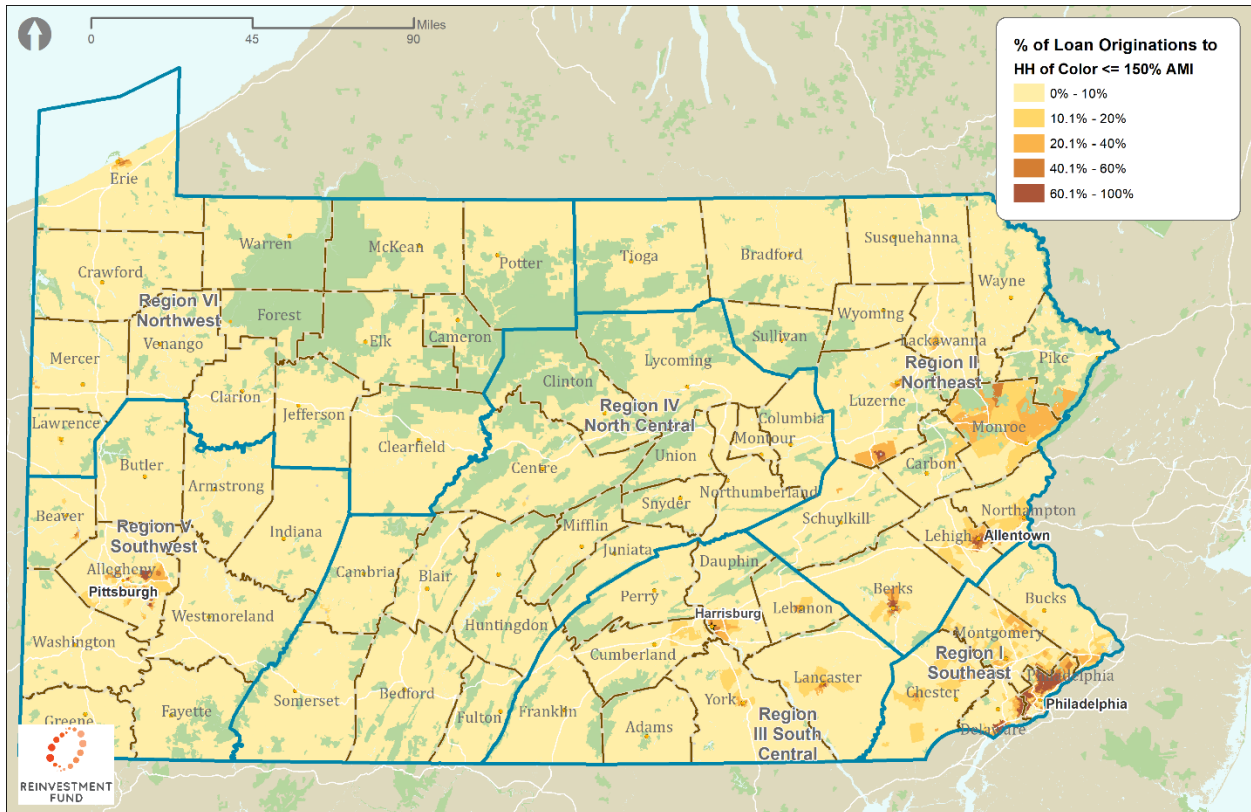 Miles
0 45 90
% of Loan Originations to
HH of Color <= 150% AMI
0% - 10%
10.1% - 20%
20.1% - 40%
40.1% - 60%
60.1% - 100%
Erie
Warren
McKean
Potter
Tioga
Bradford
Susquehanna
Wayne
Crawford
Region VI
Northwest
Forest
Venango
Elk
Cameron
Mercer
Clarion
Jefferson
Clinton
Lycoming
Sullivan
Wyoming
Lackawanna
Pike
Region II
Northeast
Luzerne
Monroe
Region IV
North Central
Columbia
Montour
Lawrence
Clearfield
Centre
Union
Carbon
Butler
Armstrong
Snyder
Northumberland
Northampton
Beaver
Indiana
Mifflin
Juniata
Schuylkill
Lehigh
Allentown
Region V
Southwest
Allegheny
Pittsburgh
Cambria
Blair
Dauphin
Perry
Harrisburg
Lebanon
Berks
Bucks
Westmoreland
Huntingdon
Montgomery
Region I
Southeast
Washington
Cumberland
Lancaster
Philadelphia
Philadelphia
Chester
Somerset
Bedford
Fulton
Franklin
York
Adams
Region
III South
Central
Delaware
Greene
Fayette
REINVESTMENT
FUND